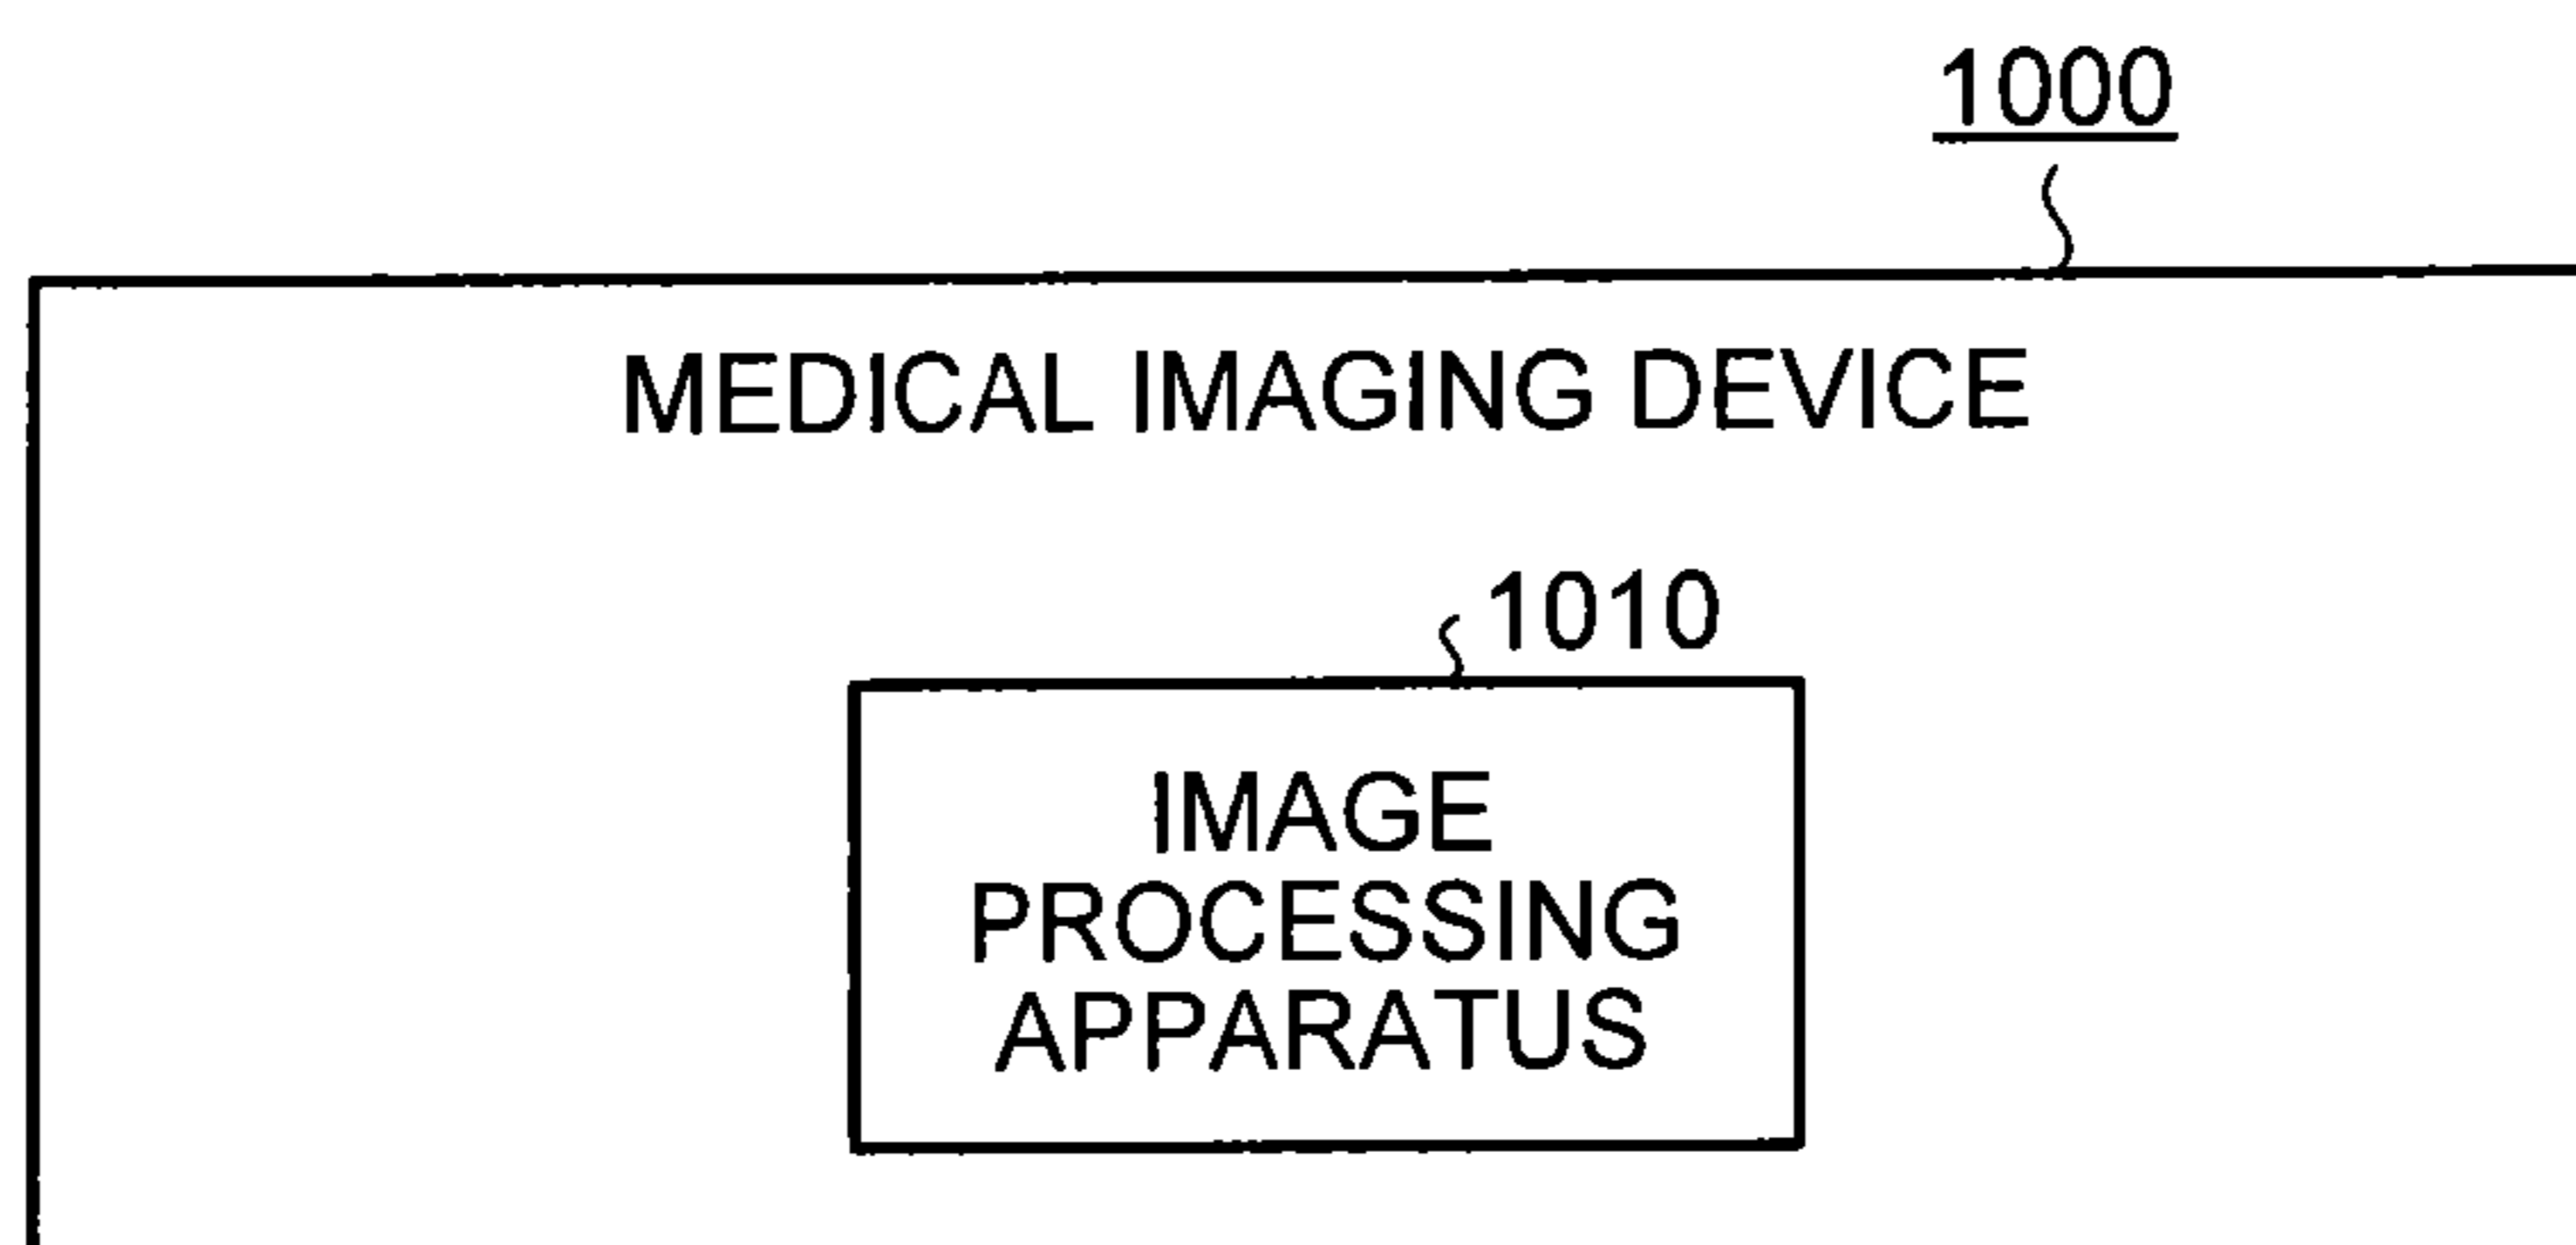 1000
MEDICAL IMAGING DEVICE
1010
IMAGE
PROCESSING
APPARATUS